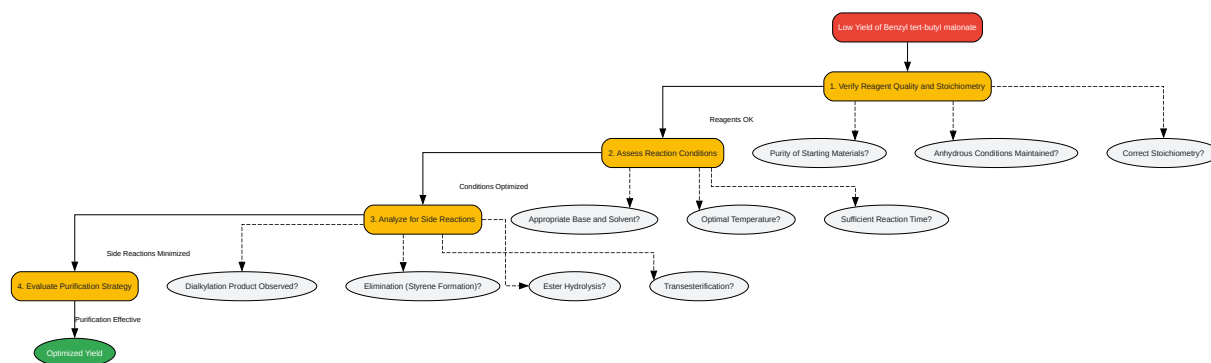 Low Yield of Benzyl tert-butyl malonate
1. Verify Reagent Quality and Stoichiometry
Reagents OK
2. Assess Reaction Conditions
Purity of Starting Materials?
Anhydrous Conditions Maintained?
Correct Stoichiometry?
Conditions Optimized
3. Analyze for Side Reactions
Appropriate Base and Solvent?
Optimal Temperature?
Sufficient Reaction Time?
Side Reactions Minimized
4. Evaluate Purification Strategy
Dialkylation Product Observed?
Elimination (Styrene Formation)?
Ester Hydrolysis?
Transesterification?
Purification Effective
Optimized Yield